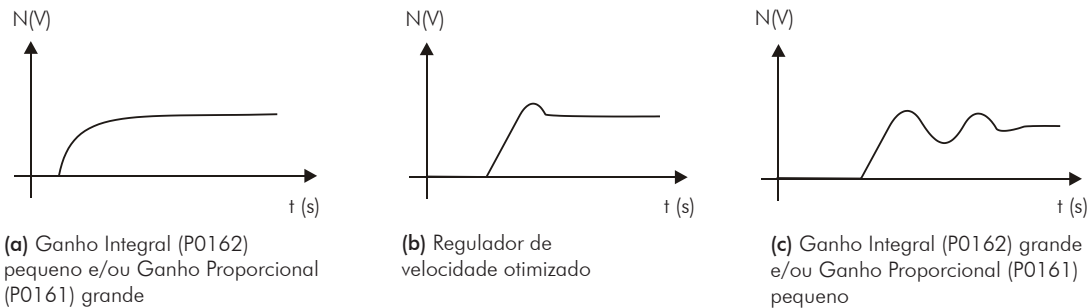 N(V)
t (s)
(a) Ganho Integral (P0162)
pequeno e/ou Ganho Proporcional
(P0161) grande
N(V)
t (s)
(b) Regulador de
velocidade otimizado
N(V)
t (s)
(c) Ganho Integral (P0162) grande
e/ou Ganho Proporcional (P0161)
pequeno